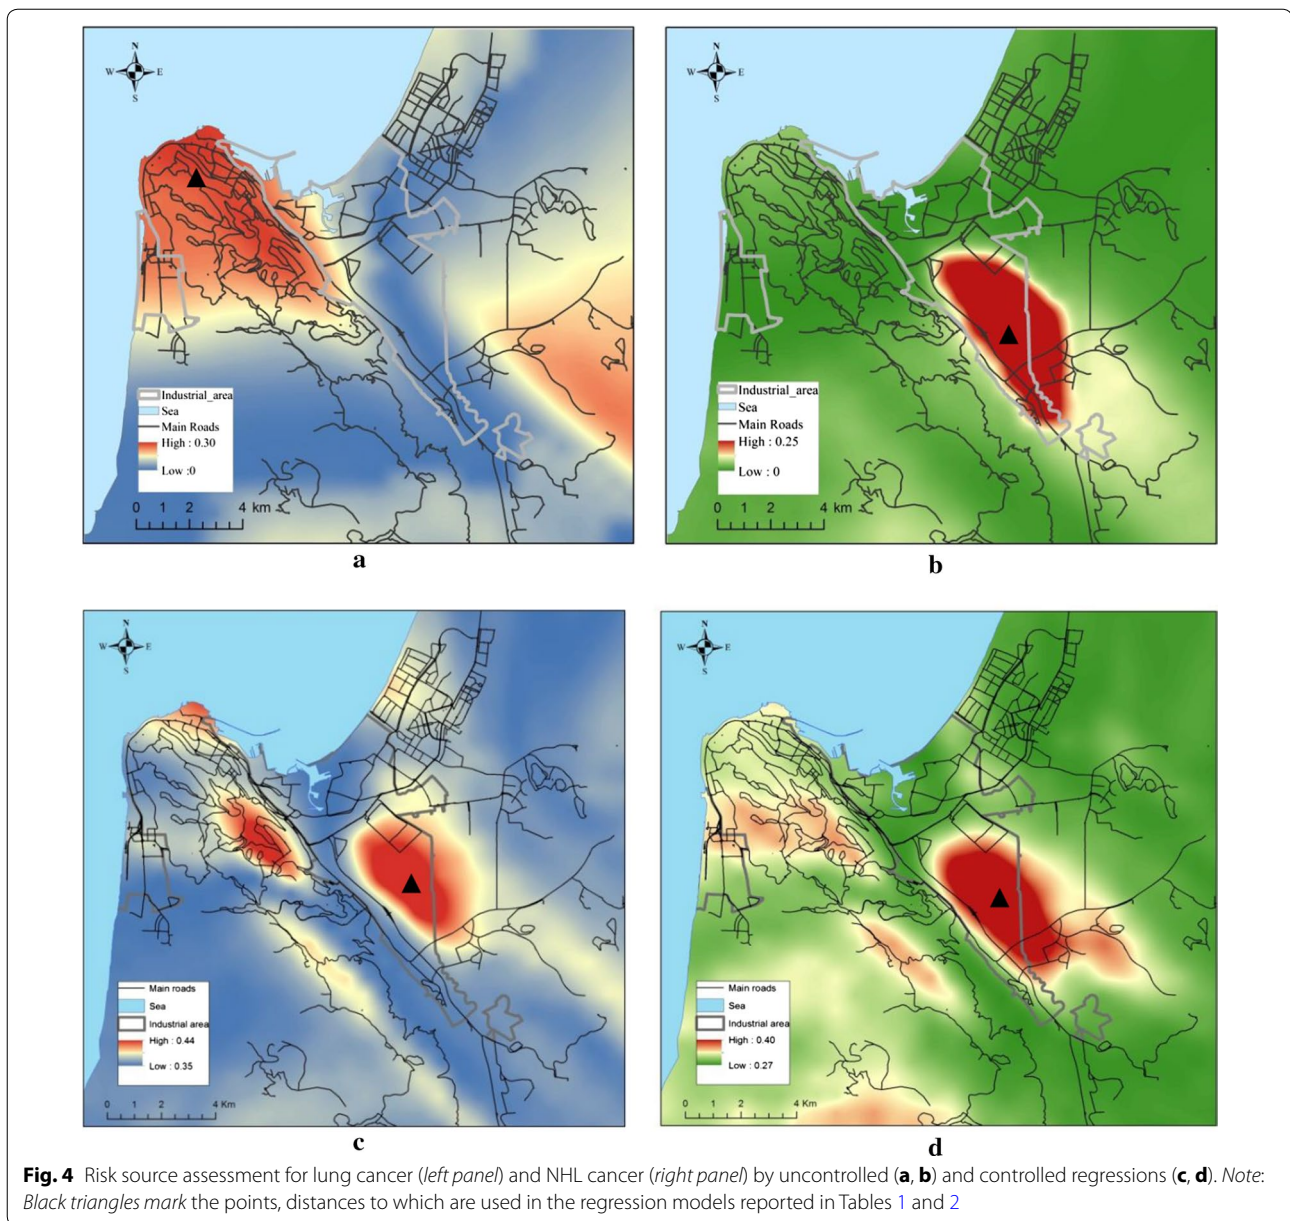 N
W E
S
Industrial_area
Sea
Main Roads
High : 0.30
Low :0
0 1 2 4 km
a
N
W E
S
Industrial_area
Sea
Main Roads
High : 0.25
Low : 0
0 1 2 4 km
b
N
W E
S
Main roads
Sea
Industrial area
High : 0.44
Low : 0.35
0 1 2 4 Km
c
N
W E
S
Main roads
Sea
Industrial area
High : 0.40
Low : 0.27
0 1 2 4 Km
d
Fig. 4 Risk source assessment for lung cancer (left panel) and NHL cancer (right panel) by uncontrolled (a, b) and controlled regressions (c, d). Note:
Black triangles mark the points, distances to which are used in the regression models reported in Tables 1 and 2